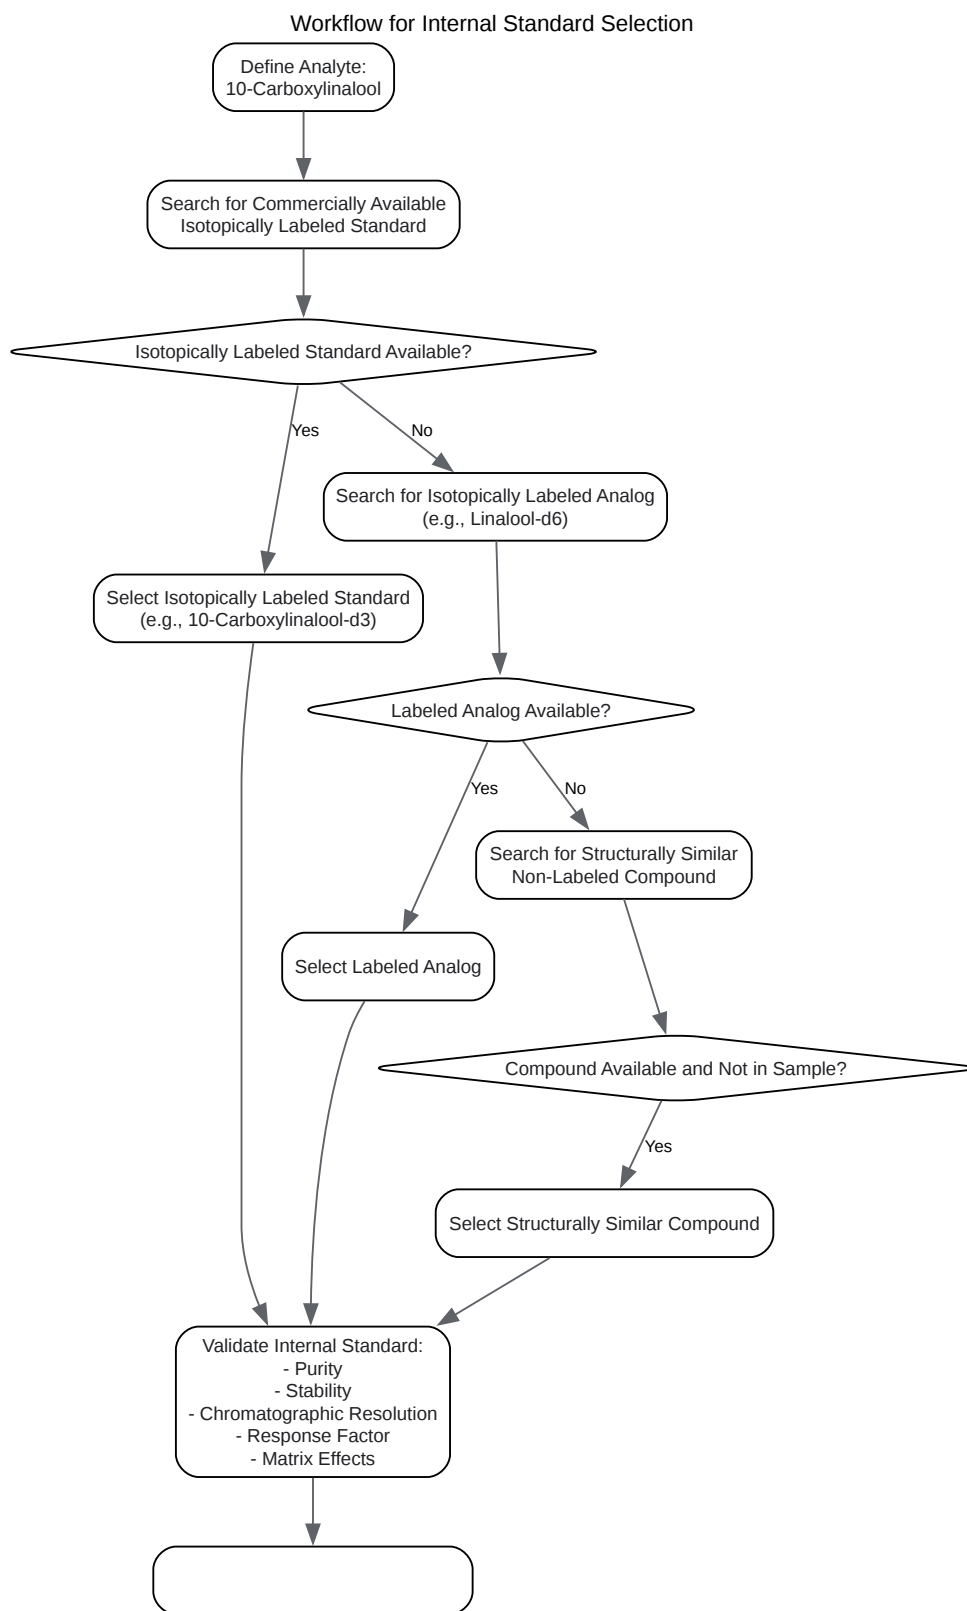 Workflow for Internal Standard Selection
Define Analyte:
10-Carboxylinalool
Search for Commercially Available
Isotopically Labeled Standard
Isotopically Labeled Standard Available?
Yes
No
Search for Isotopically Labeled Analog
(e.g., Linalool-d6)
Select Isotopically Labeled Standard
(e.g., 10-Carboxylinalool-d3)
Labeled Analog Available?
Yes
No
Search for Structurally Similar
Non-Labeled Compound
Select Labeled Analog
Compound Available and Not in Sample?
Yes
Select Structurally Similar Compound
Validate Internal Standard:
- Purity
- Stability
- Chromatographic Resolution
- Response Factor
- Matrix Effects